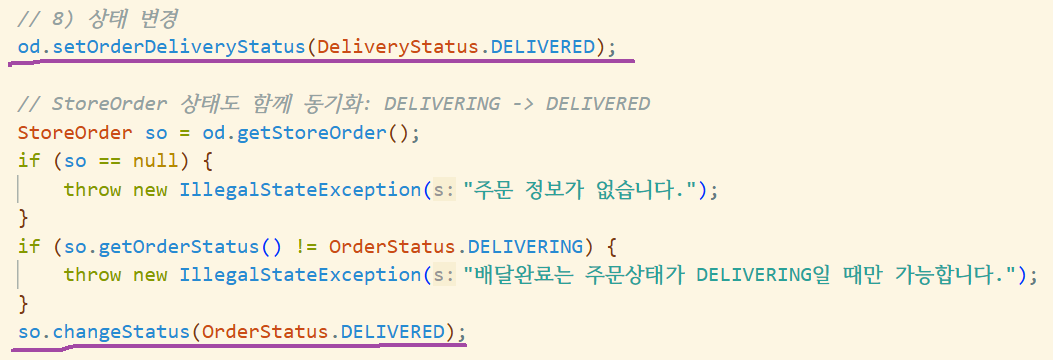 // 8) 상태 변경
od.setOrderDeliveryStatus(DeliveryStatus.DELIVERED);
// StoreOrder 상태도 함께 동기화: DELIVERING -> DELIVERED
StoreOrder so = od.getStoreOrder();
if (so == null) {
throw new IllegalStateException( s: "주문 정보가 없습니다.");
}
if (so.getOrderStatus() != OrderStatus.DELIVERING) {
throw new IllegalStateException( s: "배달완료는 주문상태가 DELIVERING일 때만 가능합니다.");
}
so.changeStatus(OrderStatus.DELIVERED);